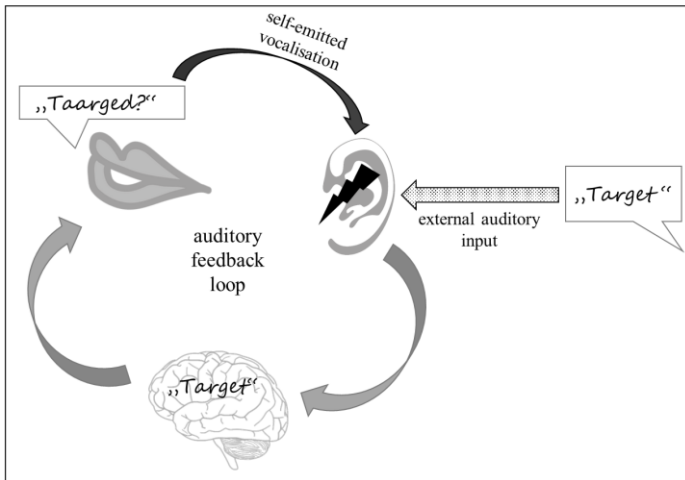 self-emitted
vocalisation
„Taarged?“
„Target“
external auditory
input
auditory
feedback
loop
„Target“